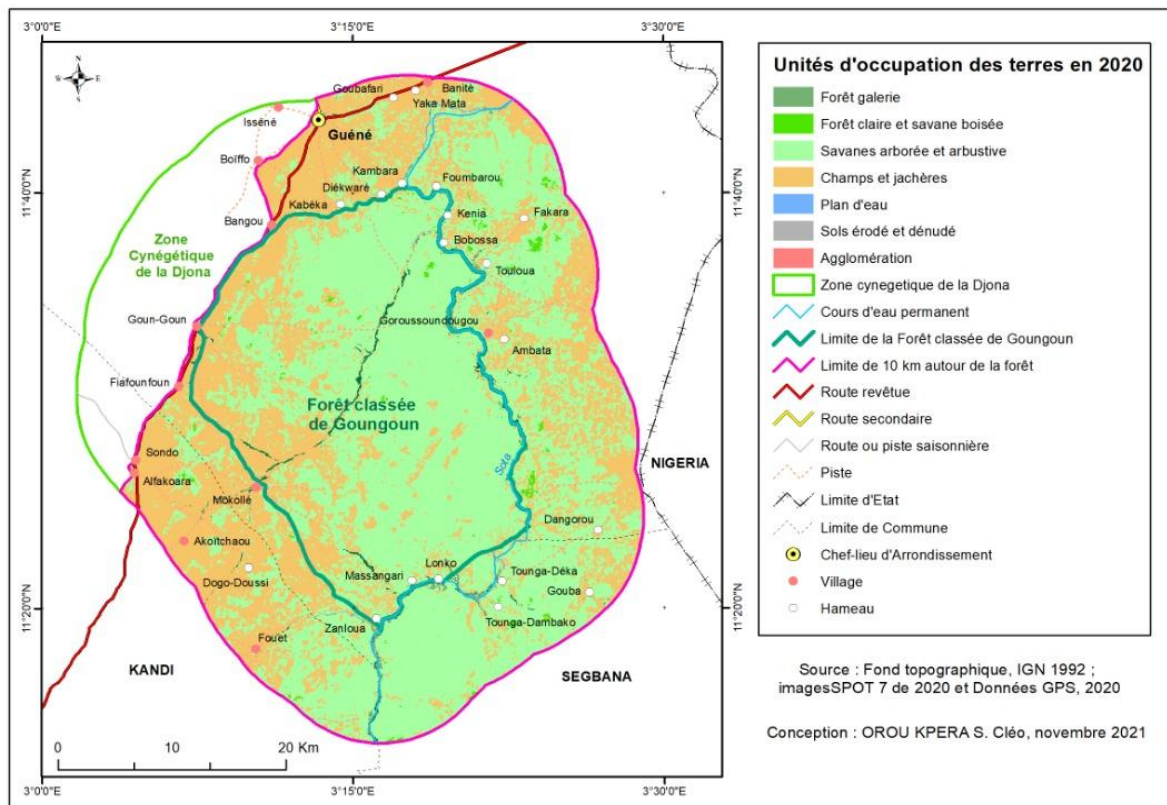 3°0'0"E
3°15'0"E
3°30'0"E
N
W
E
S
Goubafari
Banité
Yaka Mata
Isséné
Guéné
Boïffo
Kambara
Foumbarou
Diékwaré
Kabéka
11°40'0"N
11°40'0"N
Bangou
Kenia
Fakara
Bobossa
Zone
Cynégétique
de la Djona
Touloua
Goun-Goun
Goroussoundougou
Ambata
Fiafounfoun
Forêt classée
de Goungoun
Sondo
Sota
NIGERIA
Alfakoara
Mokollé
Dangorou
Akoïtchaou
Massangari
Lonko
Tounga-Déka
Dogo-Doussi
Gouba
11°20'0"N
11°20'0"N
Zanloua
Tounga-Dambako
Fouet
KANDI
SEGBANA
0
10
20 Km
3°0'0"E
3°15'0"E
3°30'0"E
Unités d'occupation des terres en 2020
Forêt galerie
Forêt claire et savane boisée
Savanes arborée et arbustive
Champs et jachères
Plan d'eau
Sols érodé et dénudé
Agglomération
Zone cynegetique de la Djona
Cours d'eau permanent
Limite de la Forêt classée de Goungoun
Limite de 10 km autour de la forêt
Route revêtue
Route secondaire
Route ou piste saisonnière
Piste
Limite d'Etat
Limite de Commune
Chef-lieu d'Arrondissement
Village
Hameau
Source : Fond topographique, IGN 1992 ;
imagesSPOT 7 de 2020 et Données GPS, 2020
Conception : OROU KPERA S. Cléo, novembre 2021